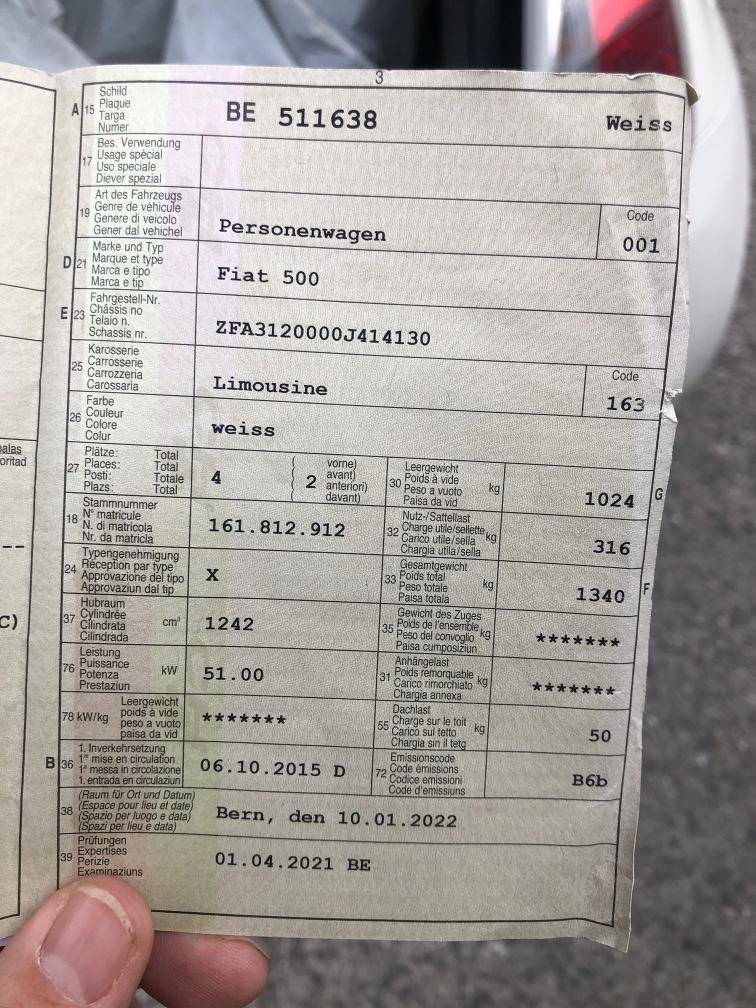 3
A 15 Schild
Plaque
Targa
Numer
BE 511638 Weiss
17 Bes. Verwendung
Usage spécial
Uso speciale
Diever spezial
19 Art des Fahrzeugs
Genre de véhicule
Genere di veicolo
Gener dal vehichel
Personenwagen
Code
001
D 21 Marke und Typ
Marque et type
Marca e tipo
Marca e tip
Fiat 500
E 23 Fahrgestell-Nr.
Châssis no
Telaio n.
Schassis nr.
ZFA3120000J414130
25 Karosserie
Carrosserie
Carrozzeria
Carossaria
Limousine
Code
163
26 Farbe
Couleur
Colore
Colur
weiss
27 Plätze: Total
Places: Total
Posti: Totale
Plazs: Total
4
2 vorne)
avant)
anteriori)
davant)
30 Leergewicht
Poids à vide
Peso a vuoto
Paisa da vid
kg
1024
G
18 Stammnummer
N° matricule
N. di matricola
Nr. da matricla
161.812.912
32 Nutz-/Sattellast
Charge utile/sellette
Carico utile/sella
Chargia utila/sella
kg
316
24 Typengenehmigung
Réception par type
Approvazione del tipo
Approvaziun dal tip
X
33 Gesamtgewicht
Poids total
Peso totale
Paisa totala
kg
1340
F
37 Hubraum
Cylindrée
Cilindrata
Cilindrada
cm³
1242
35 Gewicht des Zuges
Poids de l'ensemble
Peso del convoglio
Paisa cumposiziun
kg
*******
76 Leistung
Puissance
Potenza
Prestaziun
kW
51.00
31 Anhängelast
Poids remorquable
Carico rimorchiato
Chargia annexa
kg
*******
78 kW/kg Leergewicht
poids à vide
peso a vuoto
paisa da vid
*******
55 Dachlast
Charge sur le toit
Carico sul tetto
Chargia sin il tetg
kg
50
B 36 1. Inverkehrsetzung
1re mise en circulation
1a messa in circolazione
1. entrada en circulaziun
06.10.2015 D
72 Emissionscode
Code émissions
Codice emissioni
Code d'emissiuns
B6b
38 (Raum für Ort und Datum)
(Espace pour lieu et date)
(Spazio per luogo e data)
(Spazi per lieu e data)
Bern, den 10.01.2022
39 Prüfungen
Expertises
Perizie
Examinaziuns
01.04.2021 BE
--
C)